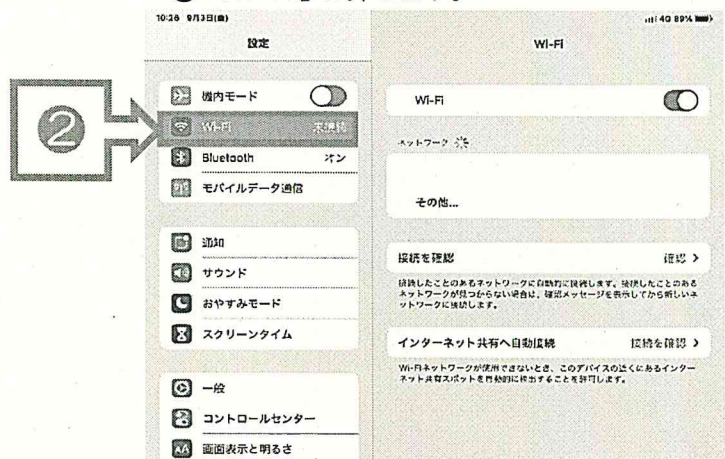 10:26 9月3日(金)
4G 89%
設定
Wi-Fi
機内モード
Wi-Fi 未接続
Bluetooth オン
モバイルデータ通信
通知
サウンド
おやすみモード
スクリーンタイム
一般
コントロールセンター
AA 画面表示と明るさ
②
Wi-Fi
ネットワーク
その他...
接続を確認 確認 >
接続したことのあるネットワークに自動的に接続します。接続したことのある
ネットワークが見つからない場合は、確認メッセージを表示してから新しいネ
ットワークに接続します。
インターネット共有へ自動接続 接続を確認 >
Wi-Fiネットワークが使用できないとき、このデバイスの近くにあるインター
ネット共有スポットを自動的に検出することを許可します。